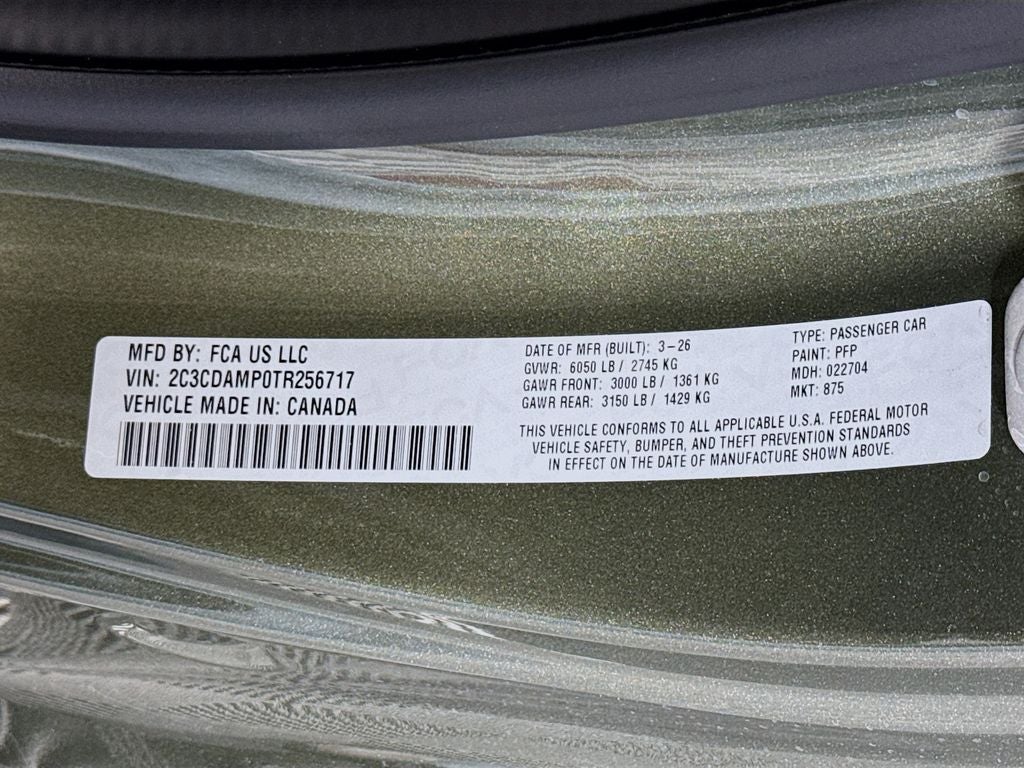 MFD BY: FCA US LLC
VIN: 2C3CDAMP0TR256717
VEHICLE MADE IN: CANADA
DATE OF MFR (BUILT): 3-26
GVWR: 6050 LB / 2745 KG
GAWR FRONT: 3000 LB / 1361 KG
GAWR REAR: 3150 LB / 1429 KG
TYPE: PASSENGER CAR
PAINT: PFP
MDH: 022704
MKT: 875
THIS VEHICLE CONFORMS TO ALL APPLICABLE U.S.A. FEDERAL MOTOR
VEHICLE SAFETY, BUMPER, AND THEFT PREVENTION STANDARDS
IN EFFECT ON THE DATE OF MANUFACTURE SHOWN ABOVE.